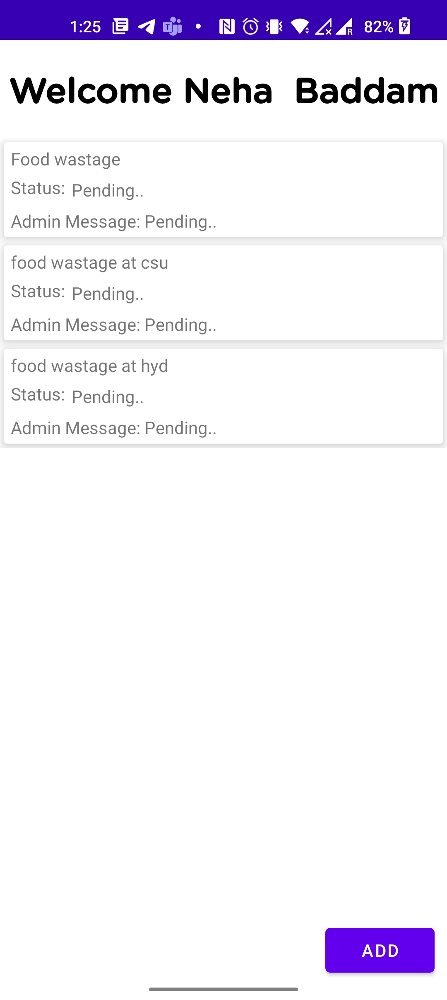 1:25 82%
Welcome Neha  Baddam
Food wastage
Status: Pending..
Admin Message: Pending..
food wastage at csu
Status: Pending..
Admin Message: Pending..
food wastage at hyd
Status: Pending..
Admin Message: Pending..
ADD